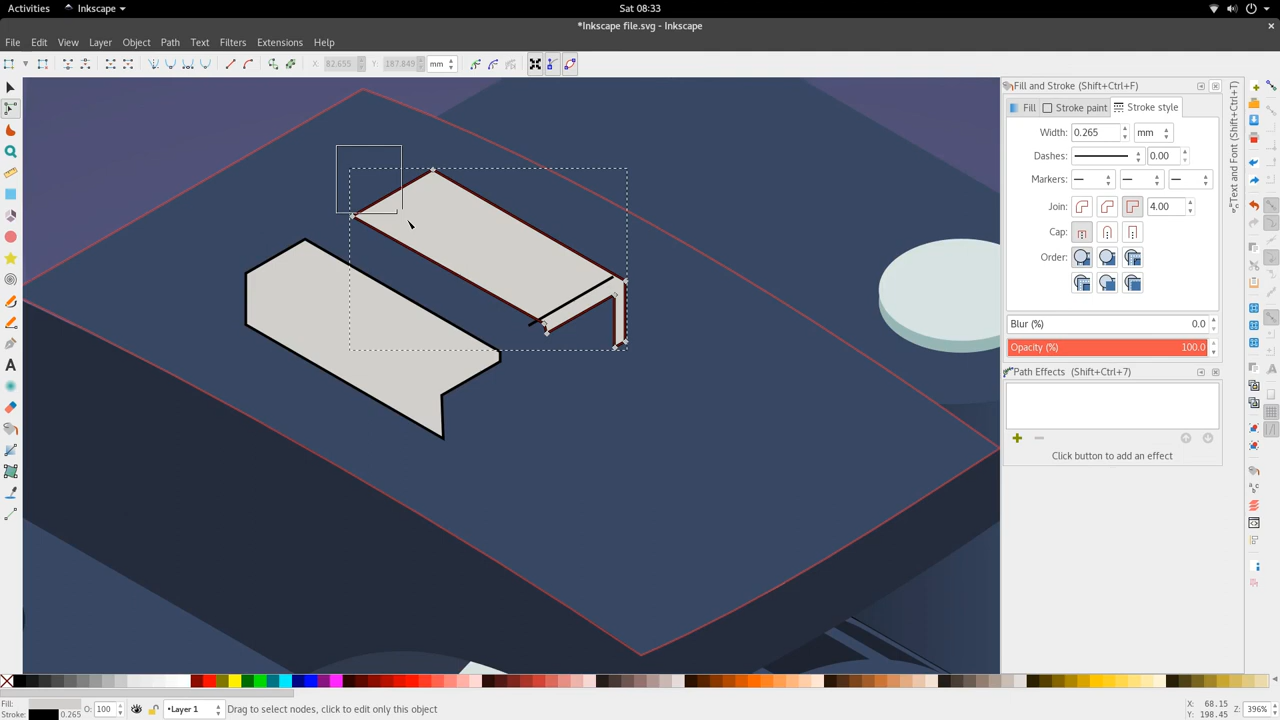 Activities
Inkscape
Sat 08:33
*Inkscape file.svg - Inkscape
File Edit View Layer Object Path Text Filters Extensions Help
X: 82.655 Y: 187.849 mm
Fill and Stroke (Shift+Ctrl+F)
Fill Stroke paint Stroke style
Width: 0.265 mm
Dashes: 0.00
Markers:
Join: 4.00
Cap:
Order:
Blur (%) 0.0
Opacity (%) 100.0
Path Effects (Shift+Ctrl+7)
Click button to add an effect
Text and Font (Shift+Ctrl+T)
Fill:
Stroke: 0.265
O: 100
•Layer 1
Drag to select nodes, click to edit only this object
X: 68.15
Y: 198.45
Z: 396%